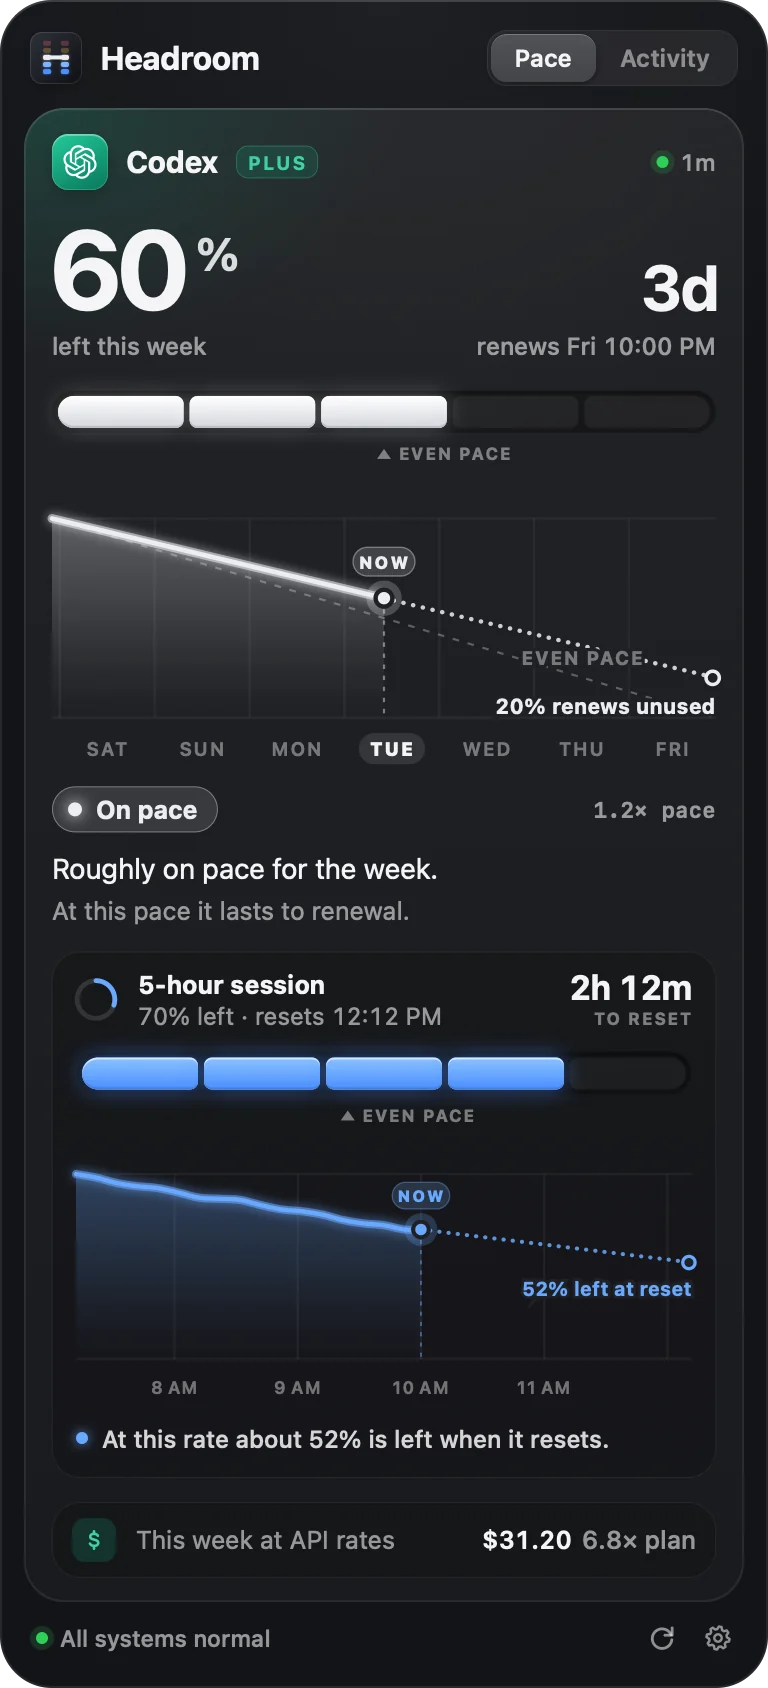 Headroom
Pace Activity
Codex PLUS 1m
60% 3d
left this week renews Fri 10:00 PM
▲ EVEN PACE
NOW
EVEN PACE
20% renews unused
SAT SUN MON TUE WED THU FRI
On pace 1.2× pace
Roughly on pace for the week.
At this pace it lasts to renewal.
5-hour session 2h 12m
70% left · resets 12:12 PM TO RESET
▲ EVEN PACE
NOW
52% left at reset
8 AM 9 AM 10 AM 11 AM
At this rate about 52% is left when it resets.
$ This week at API rates $31.20 6.8× plan
All systems normal